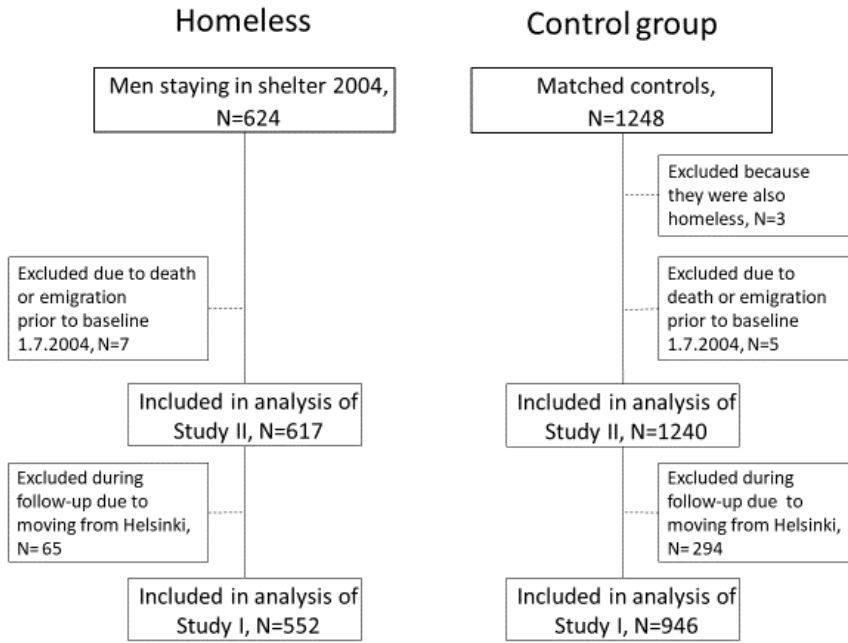 Homeless
Control group
Men staying in shelter 2004,
N=624
Matched controls,
N=1248
Excluded because
they were also
homeless, N=3
Excluded due to death
or emigration
prior to baseline
1.7.2004, N=7
Excluded due to
death or emigration
prior to baseline
1.7.2004, N=5
Included in analysis of
Study II, N=617
Included in analysis of
Study II, N=1240
Excluded during
follow-up due to
moving from Helsinki,
N= 65
Excluded during
follow-up due to
moving from Helsinki,
N= 294
Included in analysis of
Study I, N=552
Included in analysis of
Study I, N=946